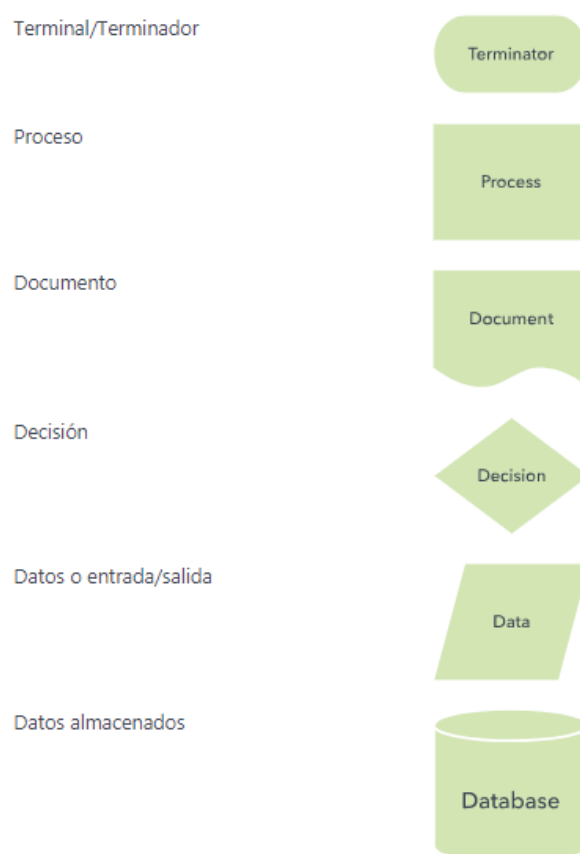 Terminal/Terminador
Terminator
Proceso
Process
Documento
Document
Decisión
Decision
Datos o entrada/salida
Data
Datos almacenados
Database